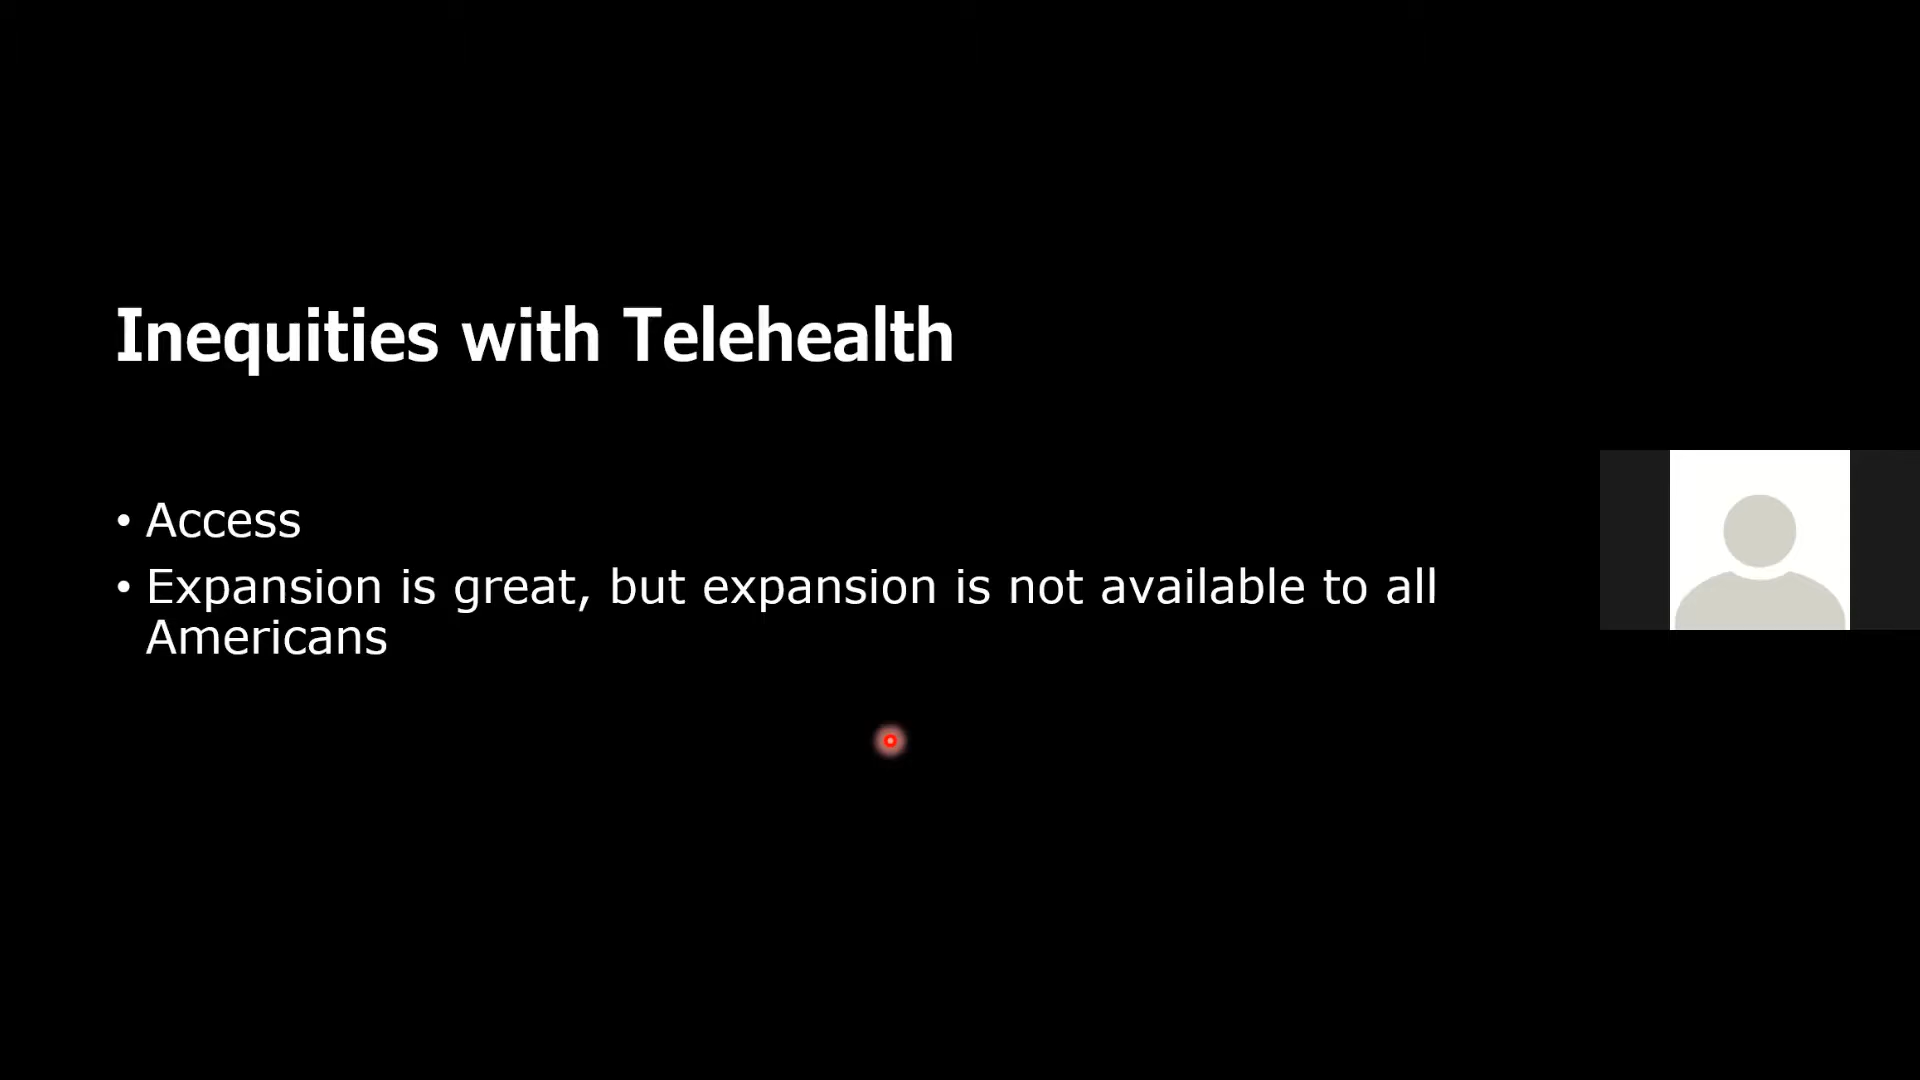 Inequities with Telehealth
• Access
• Expansion is great, but expansion is not available to all
Americans